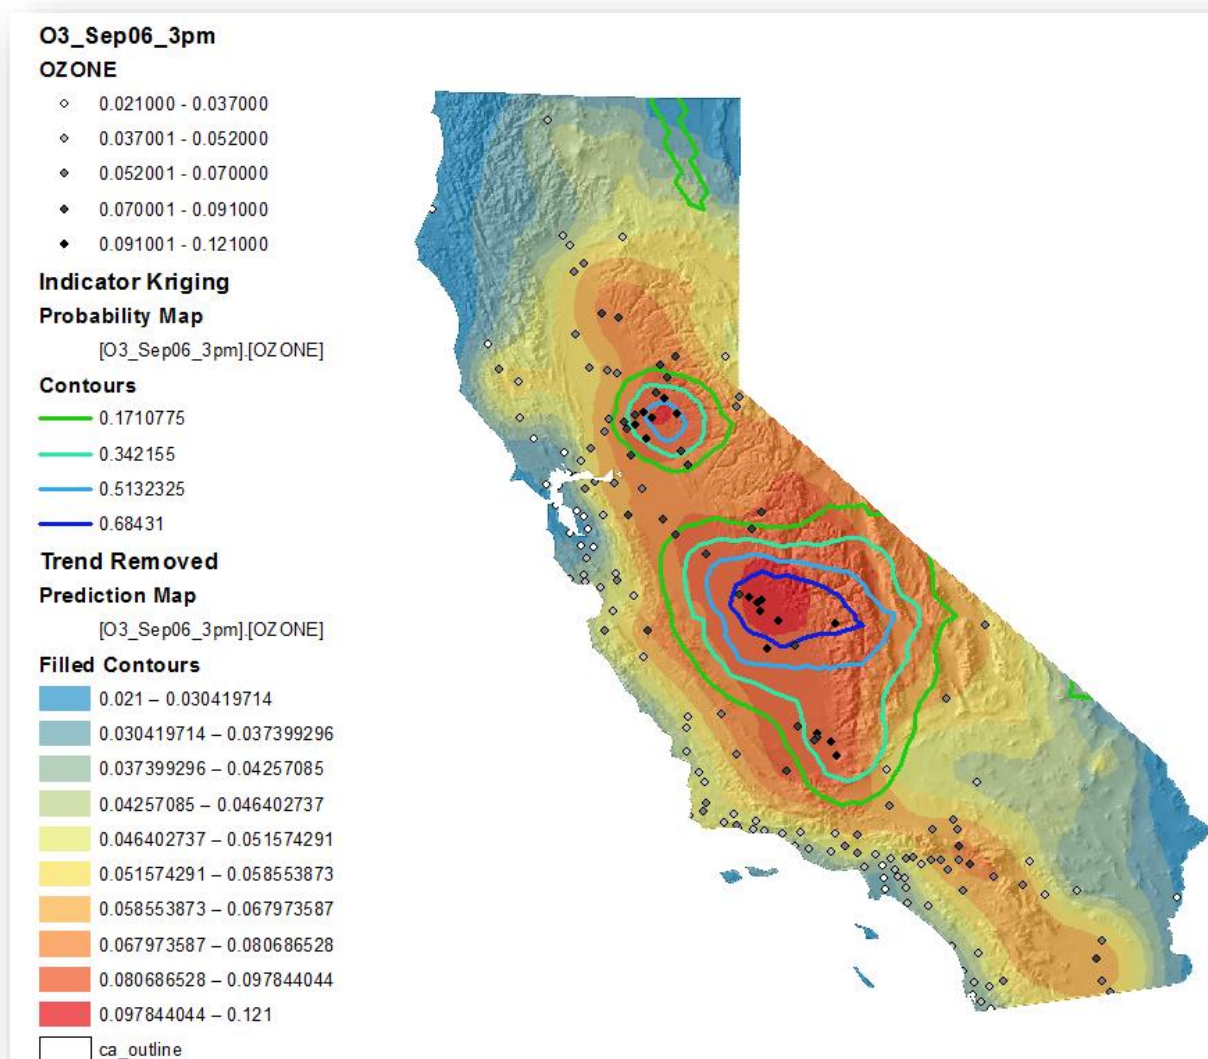 O3_Sep06_3pm
OZONE
0.021000 - 0.037000
0.037001 - 0.052000
0.052001 - 0.070000
0.070001 - 0.091000
0.091001 - 0.121000
Indicator Kriging
Probability Map
[O3_Sep06_3pm].[OZONE]
Contours
0.1710775
0.342155
0.5132325
0.68431
Trend Removed
Prediction Map
[O3_Sep06_3pm].[OZONE]
Filled Contours
0.021 – 0.030419714
0.030419714 – 0.037399296
0.037399296 – 0.04257085
0.04257085 – 0.046402737
0.046402737 – 0.051574291
0.051574291 – 0.058553873
0.058553873 – 0.067973587
0.067973587 – 0.080686528
0.080686528 – 0.097844044
0.097844044 – 0.121
ca_outline